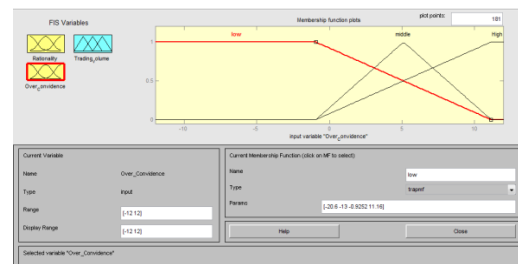 FIS Variables
Membership function plots
plot points:
181
low
middle
High
Rationality
Trading_volume
Over_Convidence
1
0.5
0
-10
-5
0
5
10
input variable "Over_Convidence"
Current Variable
Name
Over_Convidence
Type
input
Range
[-12 12]
Display Range
[-12 12]
Current Membership Function (click on MF to select)
Name
low
Type
trapmf
Params
[-20.6 -13 -0.9252 11.16]
Help
Close
Selected variable "Over_Convidence"